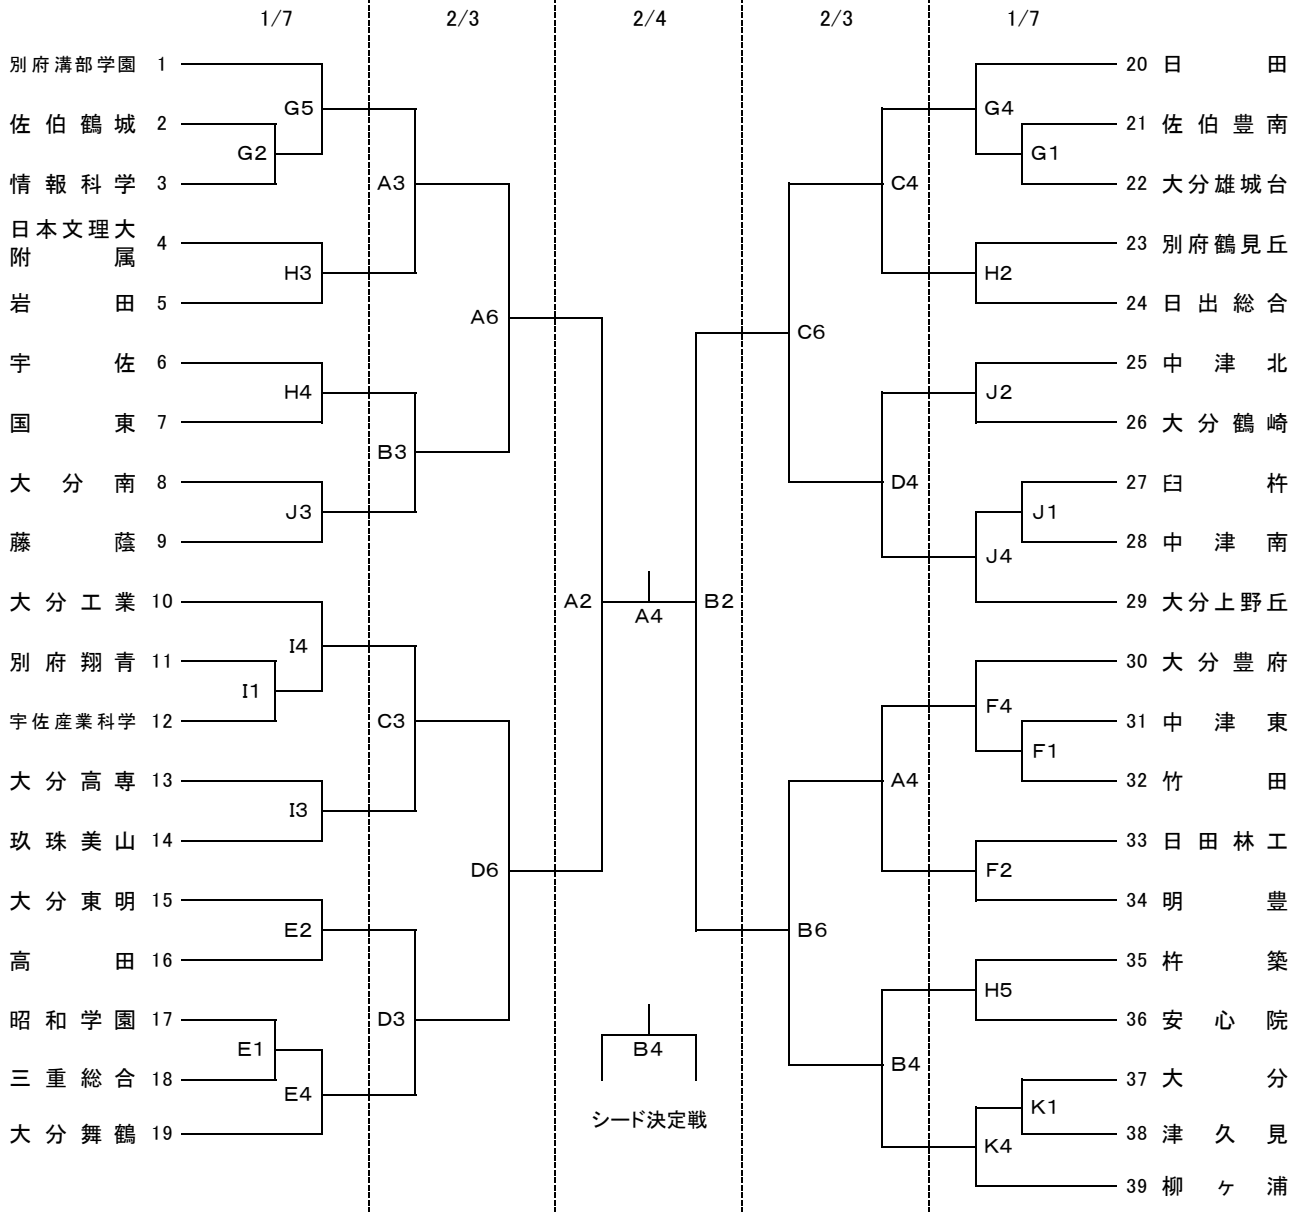 1/7 2/3 2/4 2/3 1/7
別府溝部学園 1
佐伯鶴城 2
情報科学 3
日本文理大
附属 4
岩田 5
宇佐 6
国東 7
大分南 8
藤蔭 9
大分工業 10
別府翔青 11
宇佐産業科学 12
大分高専 13
玖珠美山 14
大分東明 15
高田 16
昭和学園 17
三重総合 18
大分舞鶴 19
G5
G2
H3
H4
J3
I4
I1
I3
E2
E1
E4
A3
B3
C3
D3
A6
D6
A2
A4
B2
B4
シード決定戦
C6
B6
C4
D4
A4
B4
G4
G1
H2
J2
J1
J4
F4
F1
F2
H5
K1
K4
20 日田
21 佐伯豊南
22 大分雄城台
23 別府鶴見丘
24 日出総合
25 中津北
26 大分鶴崎
27 臼杵
28 中津南
29 大分上野丘
30 大分豊府
31 中津東
32 竹田
33 日田林工
34 明豊
35 杵築
36 安心院
37 大分
38 津久見
39 柳ヶ浦